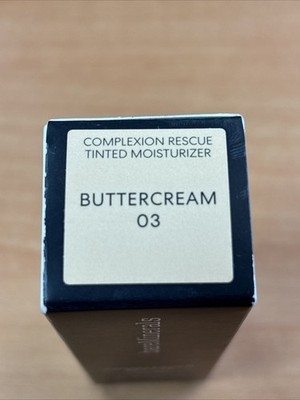 COMPLEXION RESCUE
TINTED MOISTURIZER
BUTTERCREAM
03